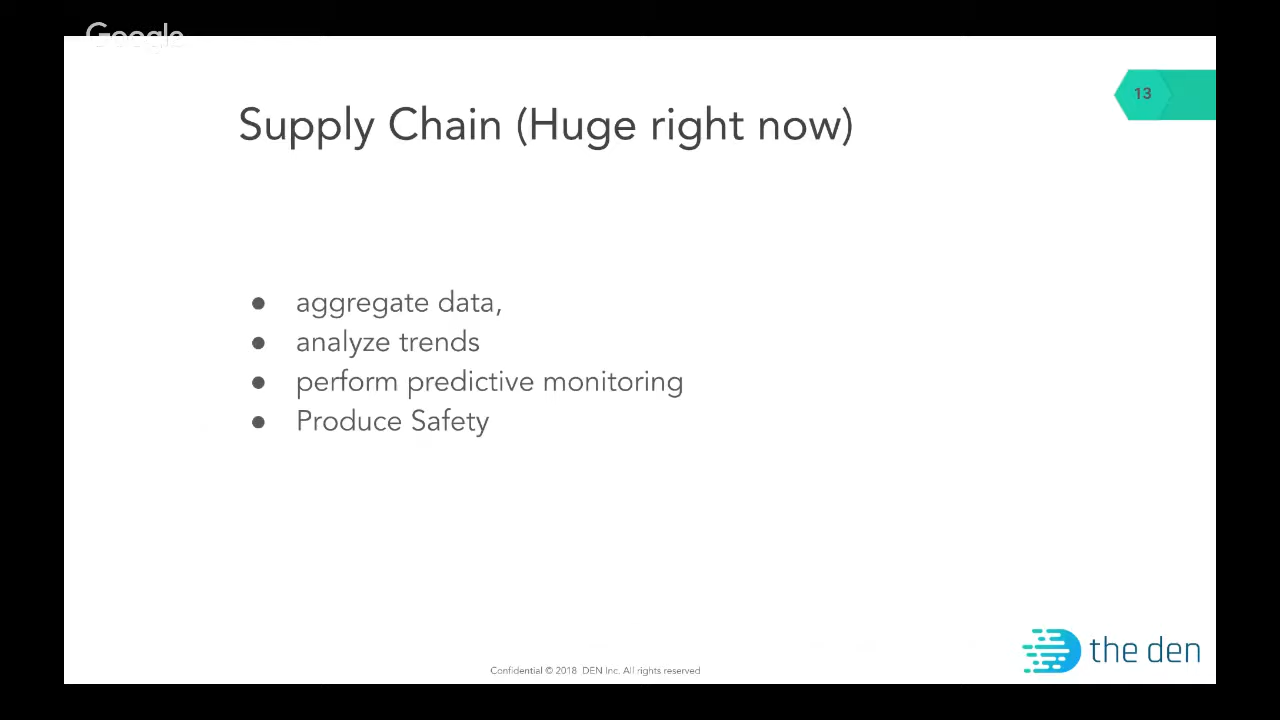 Google
13
Supply Chain (Huge right now)
● aggregate data,
● analyze trends
● perform predictive monitoring
● Produce Safety
the den
Confidential © 2018 DEN Inc. All rights reserved